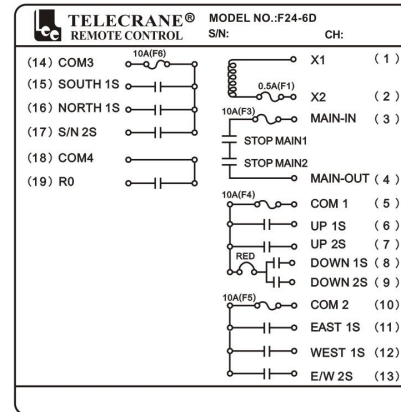 TELECRANE®
REMOTE CONTROL
MODEL NO.:F24-6D
S/N: CH:
(14) COM3 10A(F6)
(15) SOUTH 1S
(16) NORTH 1S
(17) S/N 2S
(18) COM4
(19) R0
X1 (1)
0.5A(F1)
X2 (2)
10A(F3)
MAIN-IN (3)
STOP MAIN1
STOP MAIN2
MAIN-OUT (4)
10A(F4)
COM 1 (5)
UP 1S (6)
UP 2S (7)
RED
DOWN 1S (8)
DOWN 2S (9)
10A(F5)
COM 2 (10)
EAST 1S (11)
WEST 1S (12)
E/W 2S (13)